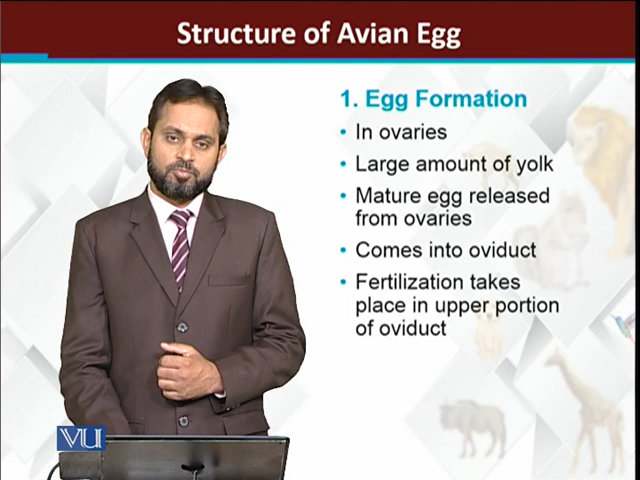 Structure of Avian Egg
1. Egg Formation
• In ovaries
• Large amount of yolk
• Mature egg released
from ovaries
• Comes into oviduct
• Fertilization takes
place in upper portion
of oviduct
VU